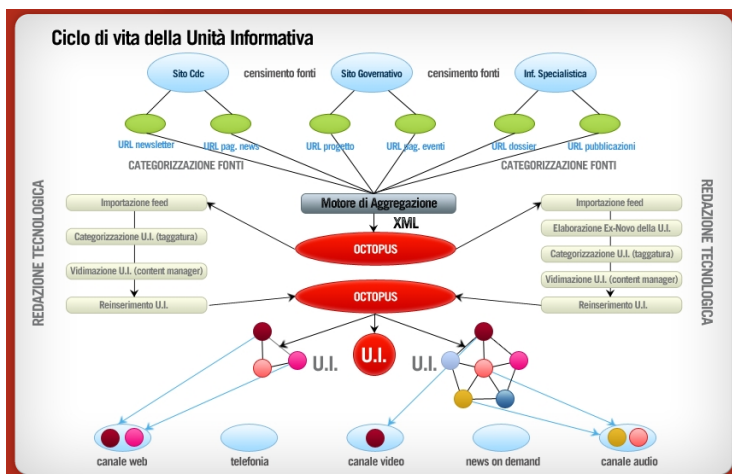 Ciclo di vita della Unità Informativa
Sito Cdc
censimento fonti
Sito Governativo
censimento fonti
Inf. Specialistica
URL newsletter
URL pag. news
URL progetto
URL pag. eventi
URL dossier
URL pubblicazioni
CATEGORIZZAZIONE FONTI
CATEGORIZZAZIONE FONTI
REDAZIONE TECNOLOGICA
REDAZIONE TECNOLOGICA
Motore di Aggregazione
XML
Importazione feed
Categorizzazione U.I. (taggatura)
Vidimazione U.I. (content manager)
Reinserimento U.I.
Importazione feed
Elaborazione Ex-Novo della U.I.
Categorizzazione U.I. (taggatura)
Vidimazione U.I. (content manager)
Reinserimento U.I.
OCTOPUS
OCTOPUS
U.I.
U.I.
U.I.
canale web
telefonia
canale video
news on demand
canale audio